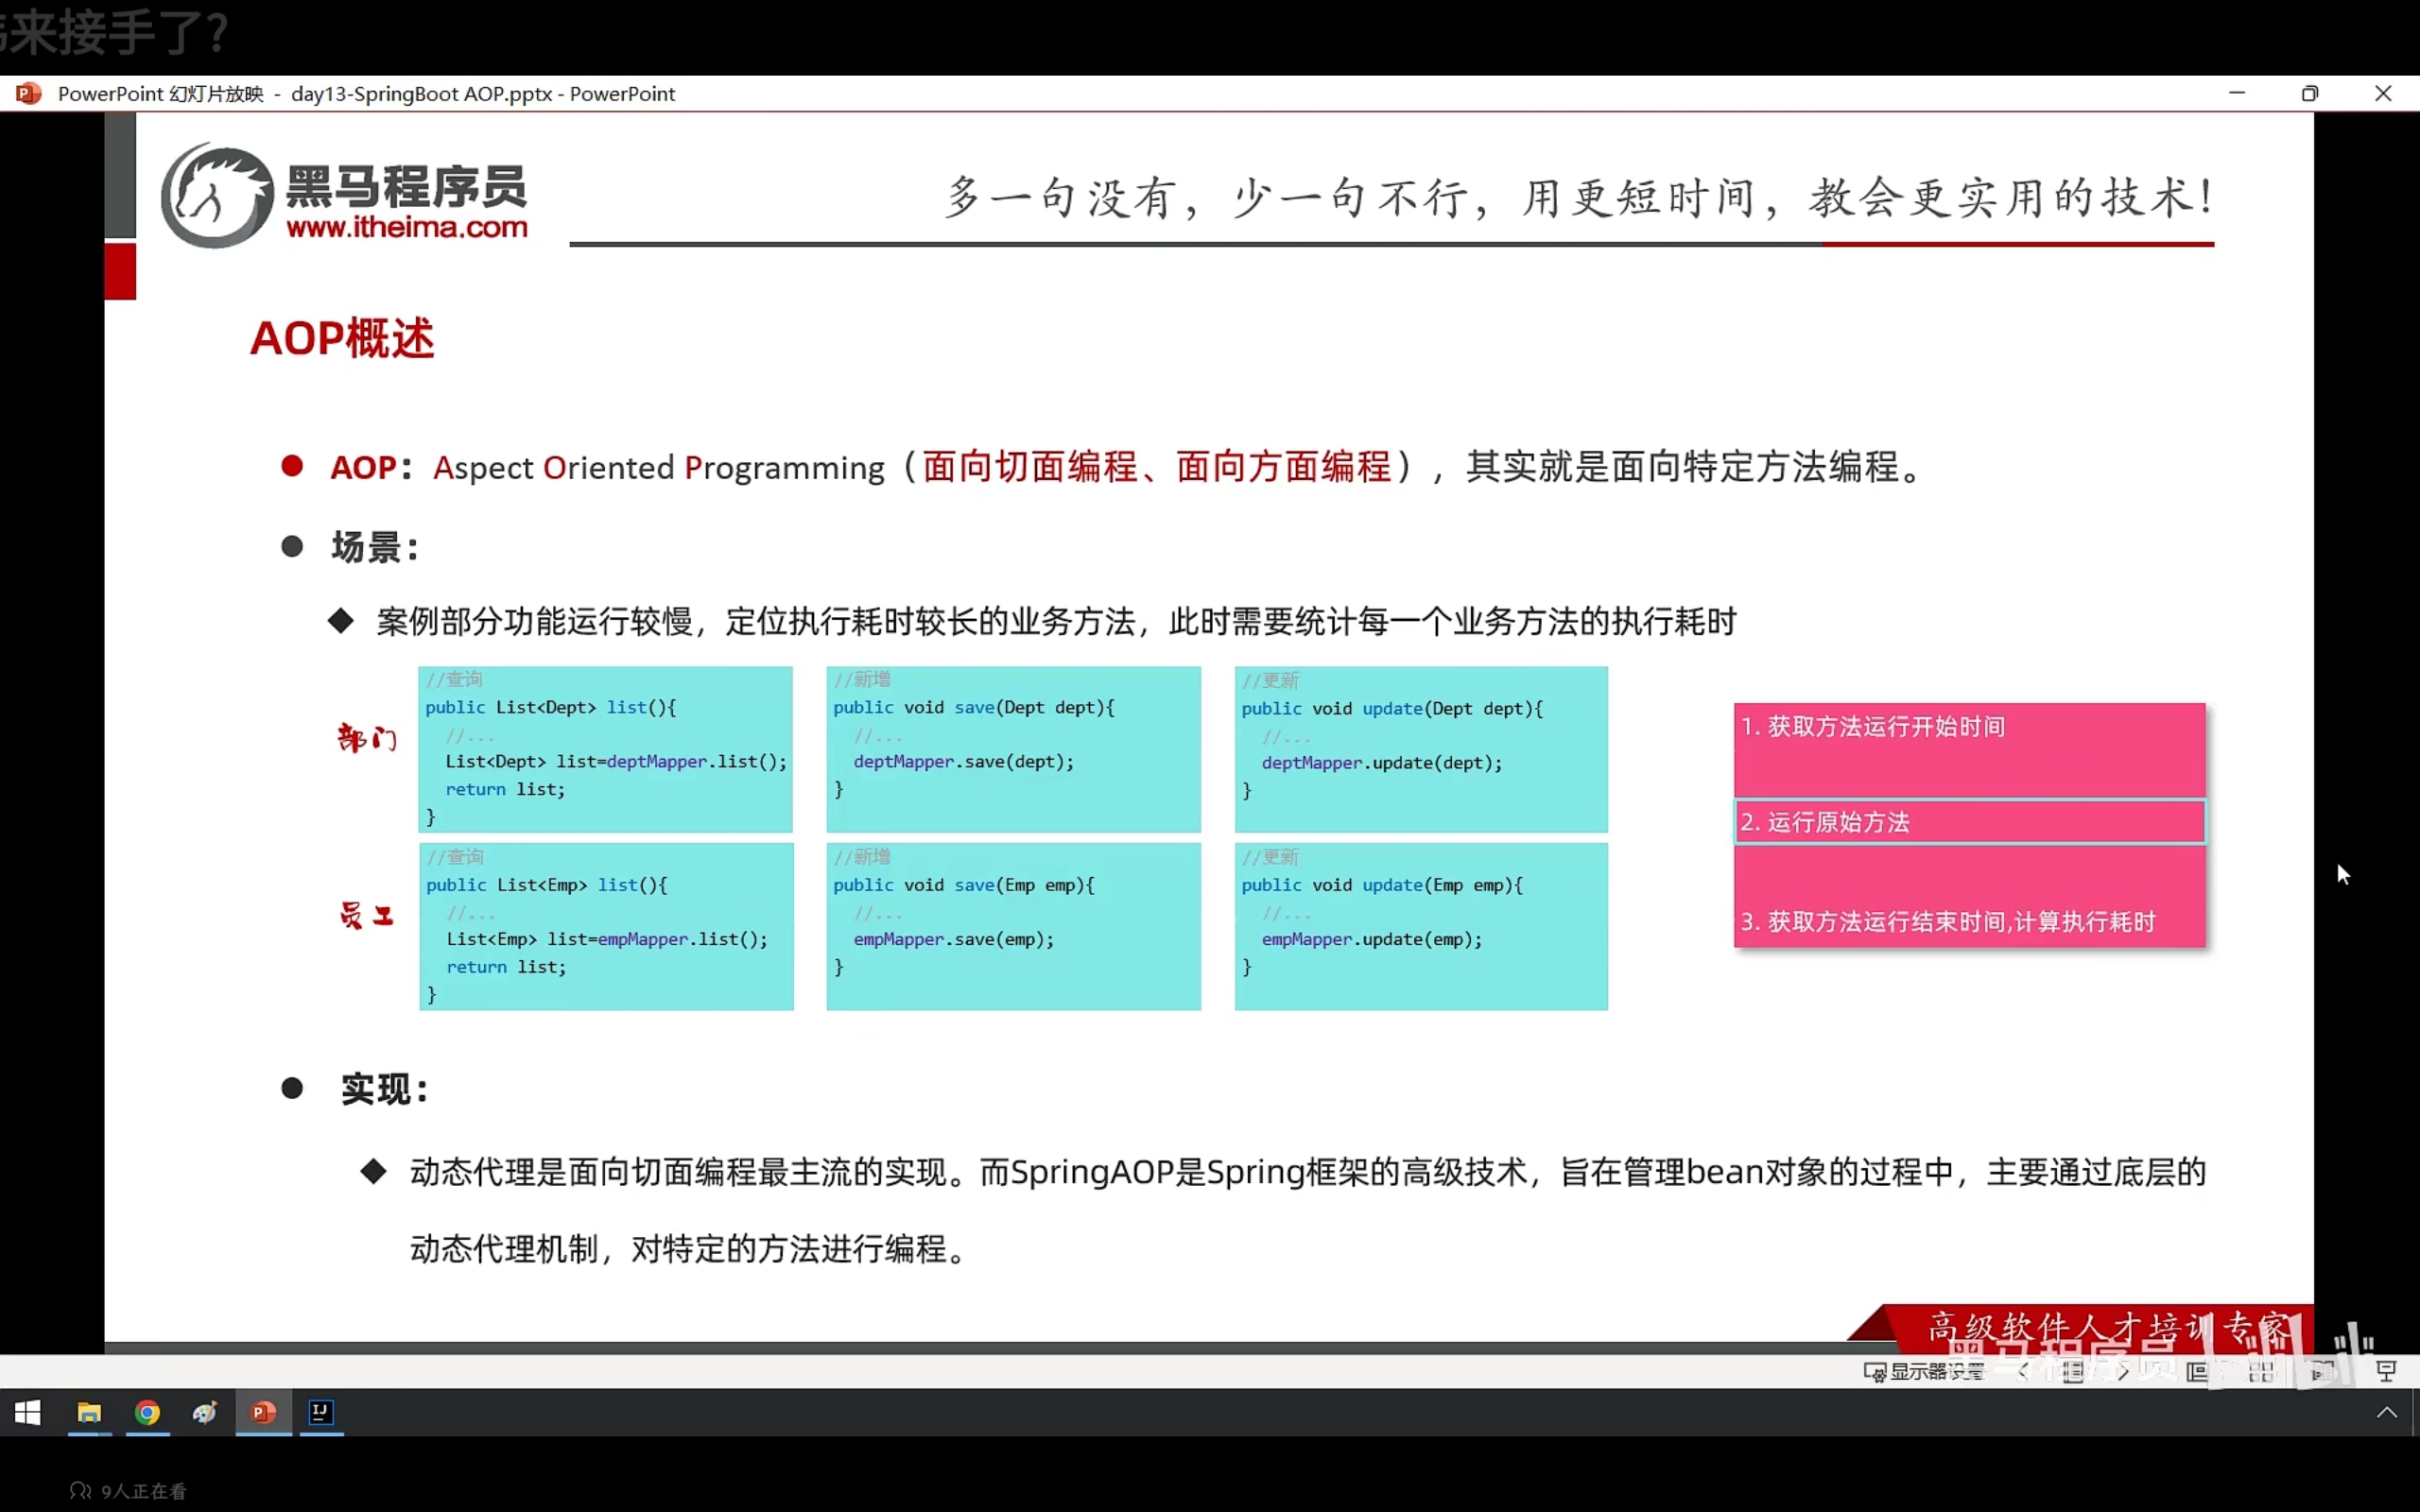 来接手了?
PowerPoint 幻灯片放映 - day13-SpringBoot AOP.pptx - PowerPoint
黑马程序员
www.itheima.com
多一句没有，少一句不行，用更短时间，教会更实用的技术!
AOP概述
AOP：Aspect Oriented Programming（面向切面编程、面向方面编程），其实就是面向特定方法编程。
场景：
案例部分功能运行较慢，定位执行耗时较长的业务方法，此时需要统计每一个业务方法的执行耗时
部门
//查询
public List<Dept> list(){
//...
List<Dept> list=deptMapper.list();
return list;
}
//新增
public void save(Dept dept){
//...
deptMapper.save(dept);
}
//更新
public void update(Dept dept){
//...
deptMapper.update(dept);
}
员工
//查询
public List<Emp> list(){
//...
List<Emp> list=empMapper.list();
return list;
}
//新增
public void save(Emp emp){
//...
empMapper.save(emp);
}
//更新
public void update(Emp emp){
//...
empMapper.update(emp);
}
1. 获取方法运行开始时间
2. 运行原始方法
3. 获取方法运行结束时间,计算执行耗时
实现：
动态代理是面向切面编程最主流的实现。而SpringAOP是Spring框架的高级技术，旨在管理bean对象的过程中，主要通过底层的
动态代理机制，对特定的方法进行编程。
高级软件人才培训专家
黑马程序员
显示器设置
9人正在看